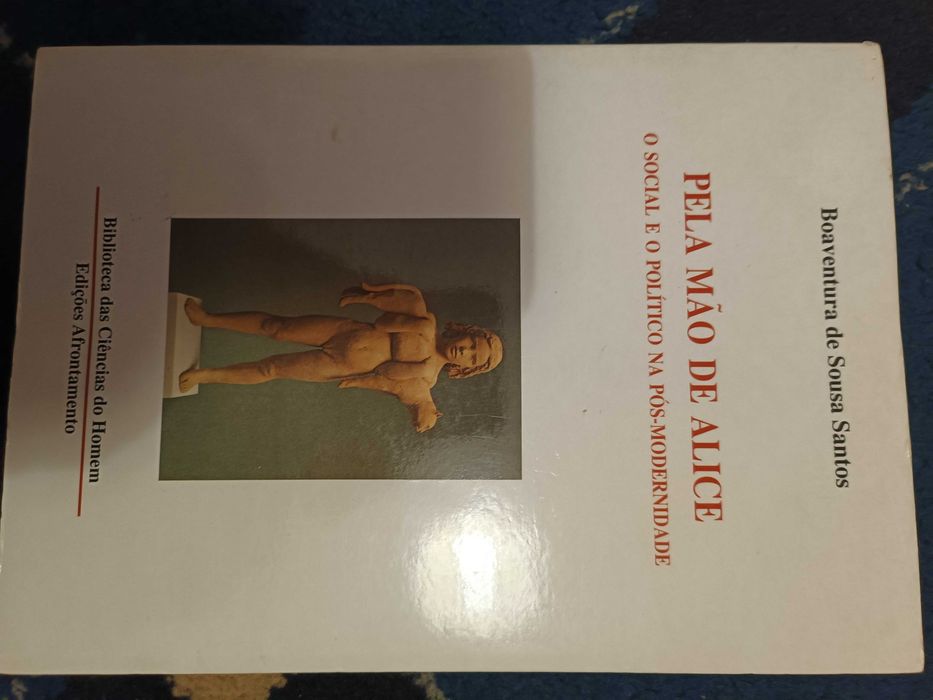 Boaventura de Sousa Santos
PELA MÃO DE ALICE
O SOCIAL E O POLÍTICO NA PÓS-MODERNIDADE
Biblioteca das Ciências do Homem
Edições Afrontamento